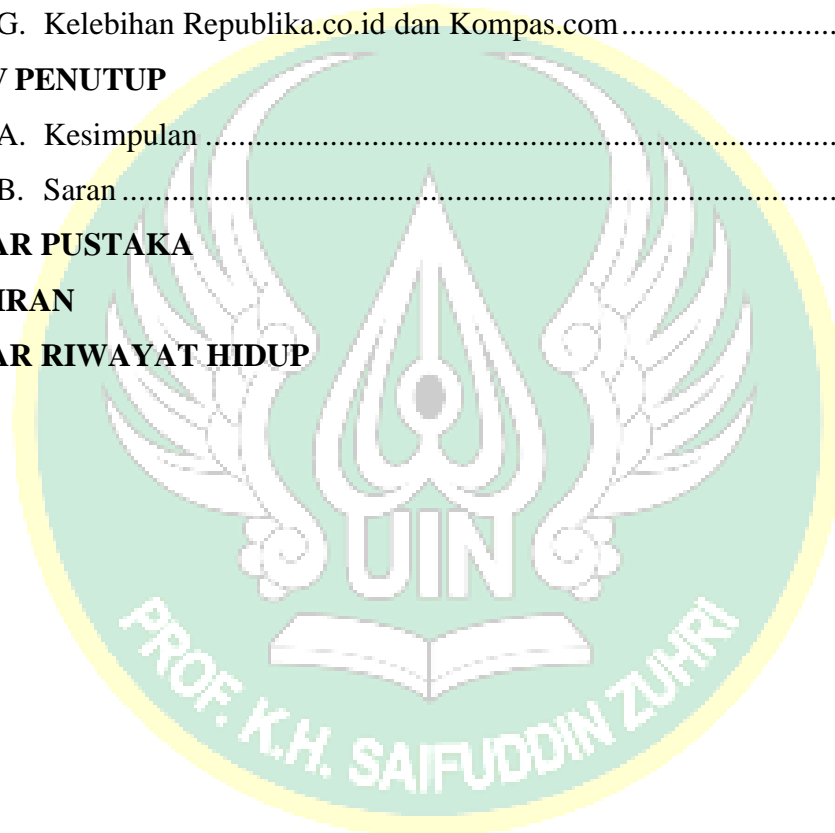 G. Kelebihan Republika.co.id dan Kompas.com............................
V PENUTUP
A. Kesimpulan ................................................................................
B. Saran ..........................................................................................
AR PUSTAKA
IRAN
AR RIWAYAT HIDUP
UIN
PROF. K.H. SAIFUDDIN ZUHRI